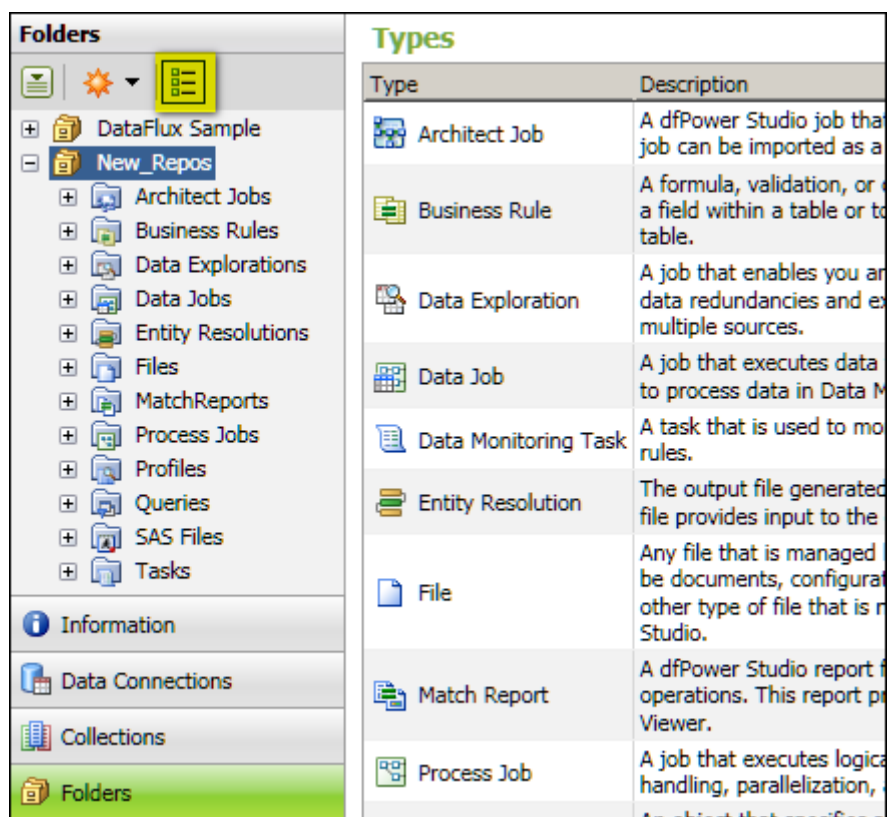 Folders
DataFlux Sample
New_Repos
Architect Jobs
Business Rules
Data Explorations
Data Jobs
Entity Resolutions
Files
MatchReports
Process Jobs
Profiles
Queries
SAS Files
Tasks
Information
Data Connections
Collections
Folders
Types
Type Description
Architect Job
A dfPower Studio job that
job can be imported as a
Business Rule
A formula, validation, or
a field within a table or to
table.
Data Exploration
A job that enables you
data redundancies and
multiple sources.
Data Job
A job that executes data
to process data in Data
Data Monitoring Task
A task that is used to
rules.
Entity Resolution
The output file generated
file provides input to the
File
Any file that is managed
be documents,
other type of file that is
Studio.
Match Report
A dfPower Studio report
operations. This report
Viewer.
Process Job
A job that executes
handling, parallelization,